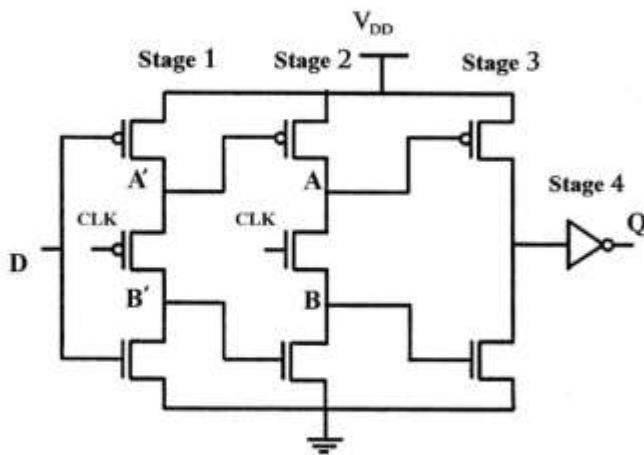 V_DD
Stage 1
Stage 2
Stage 3
A′
A
Stage 4
CLK
CLK
Q
D
B′
B